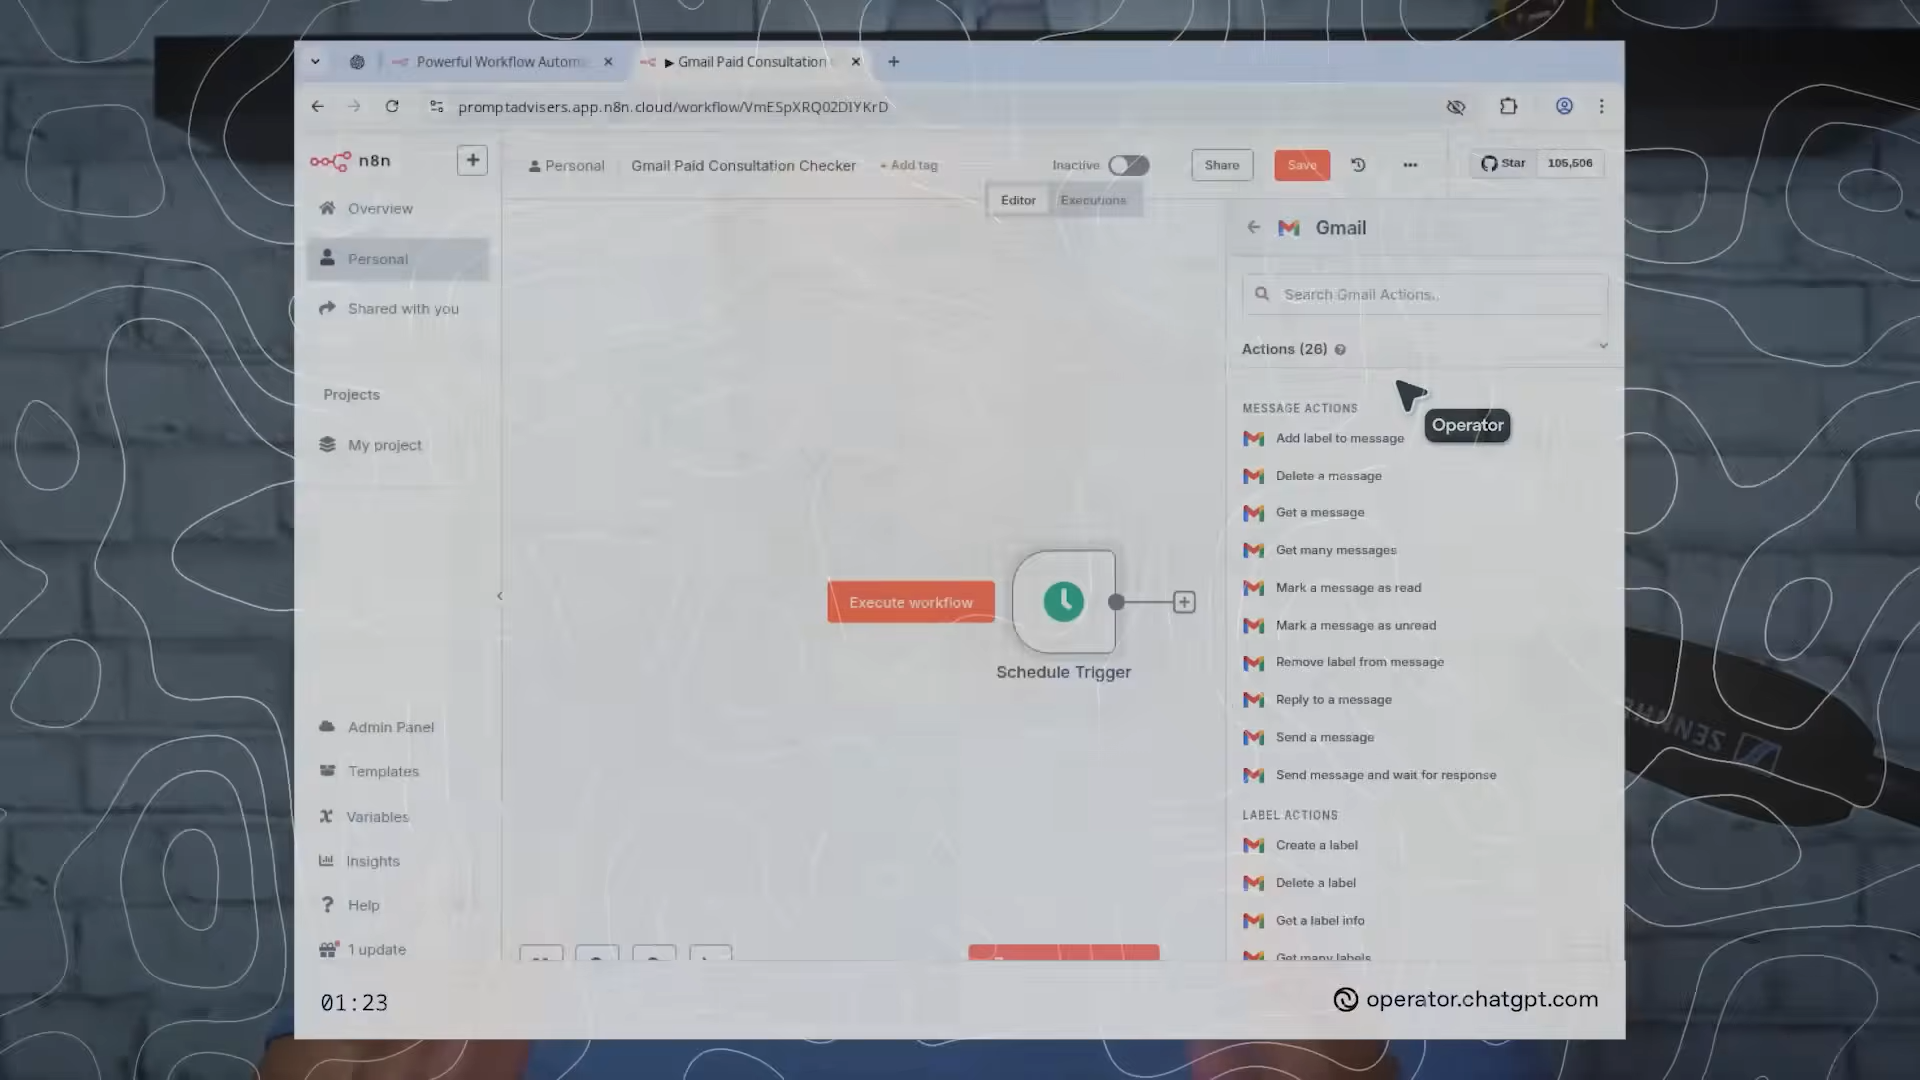 Powerful Workflow Autom
▶ Gmail Paid Consultation
promptadvisers.app.n8n.cloud/workflow/VmESpXRQ02DIYKrD
n8n
Personal
Gmail Paid Consultation Checker
+ Add tag
Inactive
Share
Save
Star
105,506
Editor
Executions
Overview
Personal
Shared with you
Projects
My project
Admin Panel
Templates
Variables
Insights
Help
1 update
Execute workflow
Schedule Trigger
Gmail
Search Gmail Actions...
Actions (26)
MESSAGE ACTIONS
Add label to message
Delete a message
Get a message
Get many messages
Mark a message as read
Mark a message as unread
Remove label from message
Reply to a message
Send a message
Send message and wait for response
LABEL ACTIONS
Create a label
Delete a label
Get a label info
Get many labels
Operator
01:23
operator.chatgpt.com